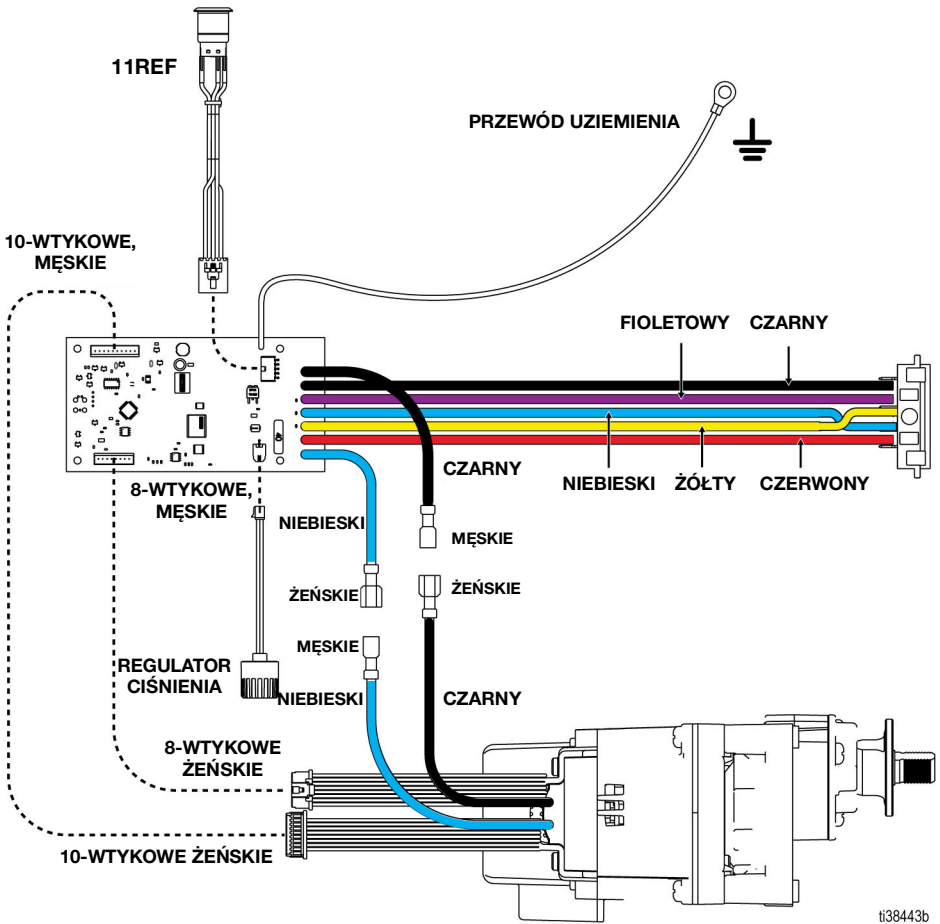 11REF
PRZEWÓD UZIEMIENIA
10-WTYKOWE,
MĘSKIE
FIOLETOWY
CZARNY
CZARNY
NIEBIESKI
ŻÓŁTY
CZERWONY
8-WTYKOWE,
MĘSKIE
NIEBIESKI
MĘSKIE
ŻEŃSKIE
ŻEŃSKIE
MĘSKIE
REGULATOR
CIŚNIENIA
NIEBIESKI
CZARNY
8-WTYKOWE
ŻEŃSKIE
10-WTYKOWE ŻEŃSKIE
ti38443b